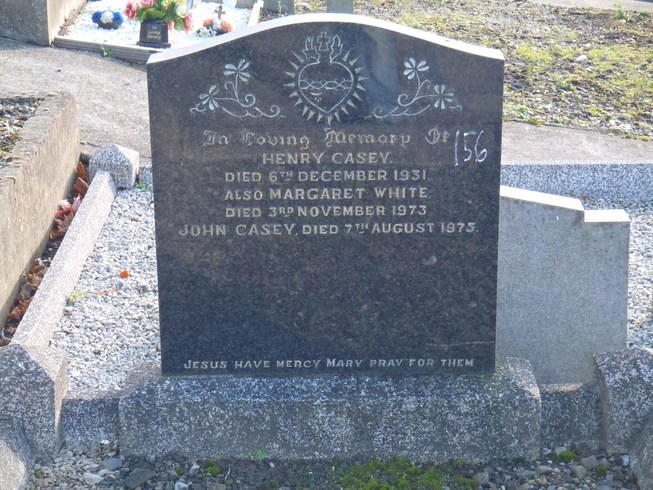 In Loving Memory Of
156
HENRY CASEY.
DIED 6TH DECEMBER 1931.
ALSO MARGARET WHITE
DIED 3RD NOVEMBER 1973
JOHN CASEY, DIED 7TH AUGUST 1975.
JESUS HAVE MERCY MARY PRAY FOR THEM